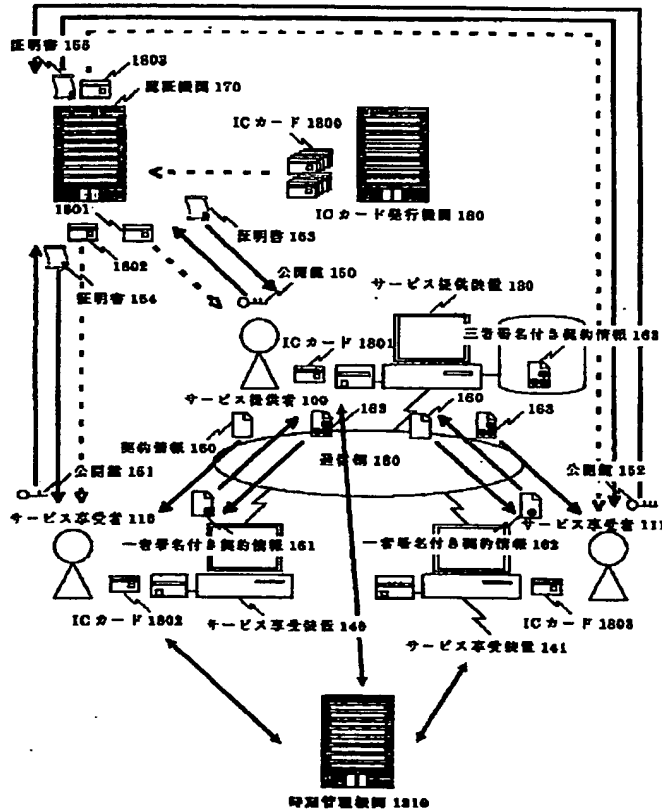 証明書 155
1803
認証機関 170
ICカード 1800
ICカード発行機関 180
1801
1802
証明書 153
証明書 154
公開鍵 150
サービス提供装置 130
三者署名付き契約情報 163
ICカード 1801
サービス提供者 100
契約情報 160
163
160
163
通信網 180
公開鍵 151
公開鍵 152
サービス享受者 110
サービス享受者 111
一者署名付き契約情報 161
一者署名付き契約情報 162
ICカード 1802
サービス享受装置 140
サービス享受装置 141
ICカード 1803
時刻管理機関 1310